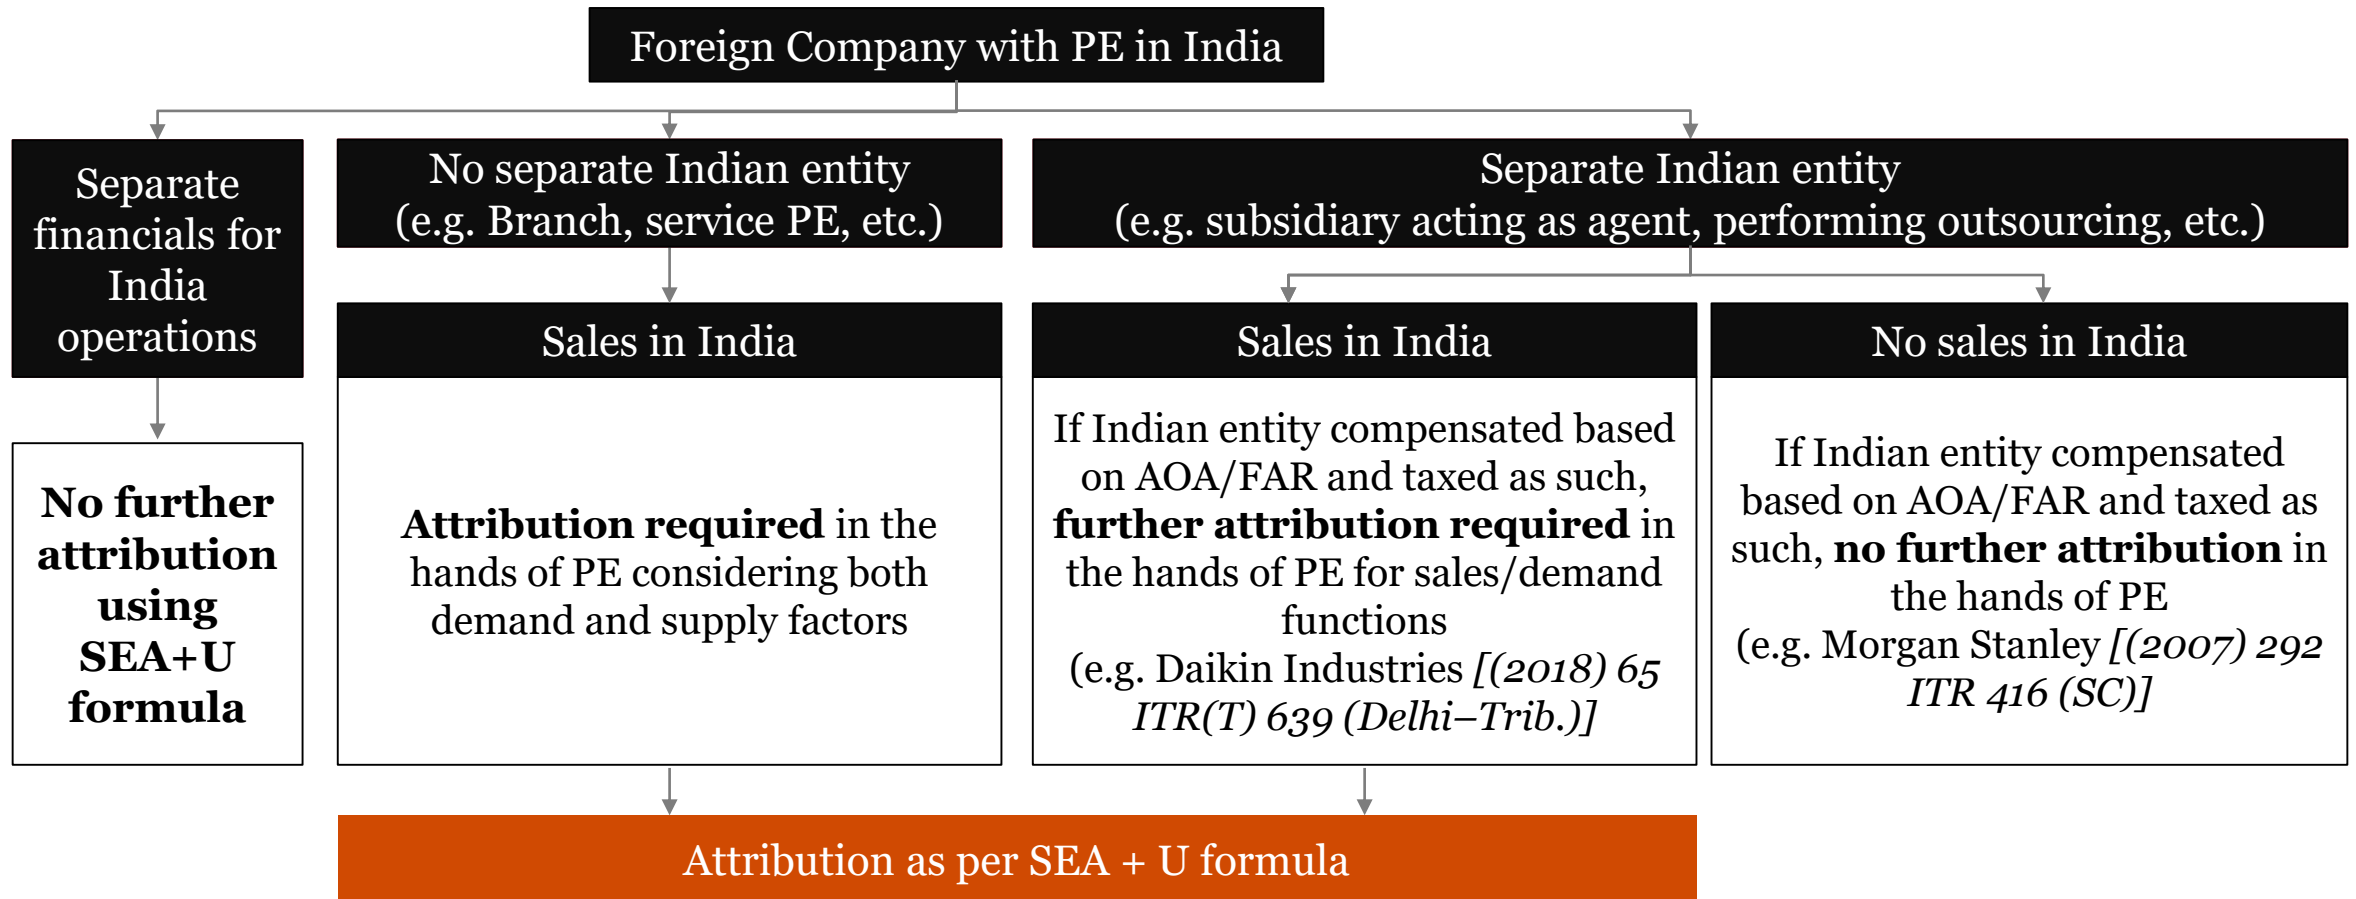 Foreign Company with PE in India
Separate
financials for
India
operations
No further
attribution
using
SEA+U
formula
No separate Indian entity
(e.g. Branch, service PE, etc.)
Sales in India
Attribution required in the
hands of PE considering both
demand and supply factors
Separate Indian entity
(e.g. subsidiary acting as agent, performing outsourcing, etc.)
Sales in India
If Indian entity compensated based
on AOA/FAR and taxed as such,
further attribution required in
the hands of PE for sales/demand
functions
(e.g. Daikin Industries [(2018) 65
ITR(T) 639 (Delhi–Trib.)]
No sales in India
If Indian entity compensated
based on AOA/FAR and taxed as
such, no further attribution in
the hands of PE
(e.g. Morgan Stanley [(2007) 292
ITR 416 (SC)]
Attribution as per SEA + U formula